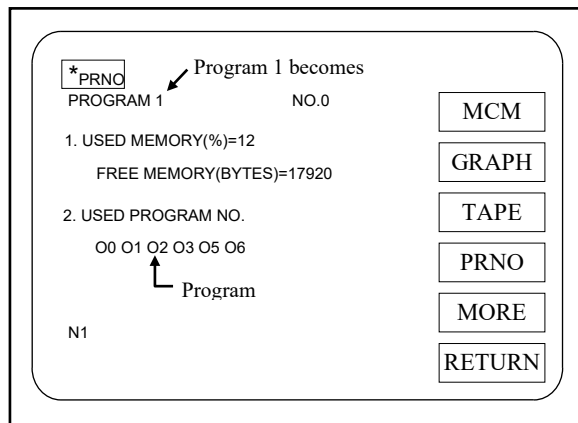 *PRNO
Program 1 becomes
PROGRAM 1 NO.0
1. USED MEMORY(%)=12
FREE MEMORY(BYTES)=17920
2. USED PROGRAM NO.
O0 O1 O2 O3 O5 O6
Program
N1
MCM
GRAPH
TAPE
PRNO
MORE
RETURN